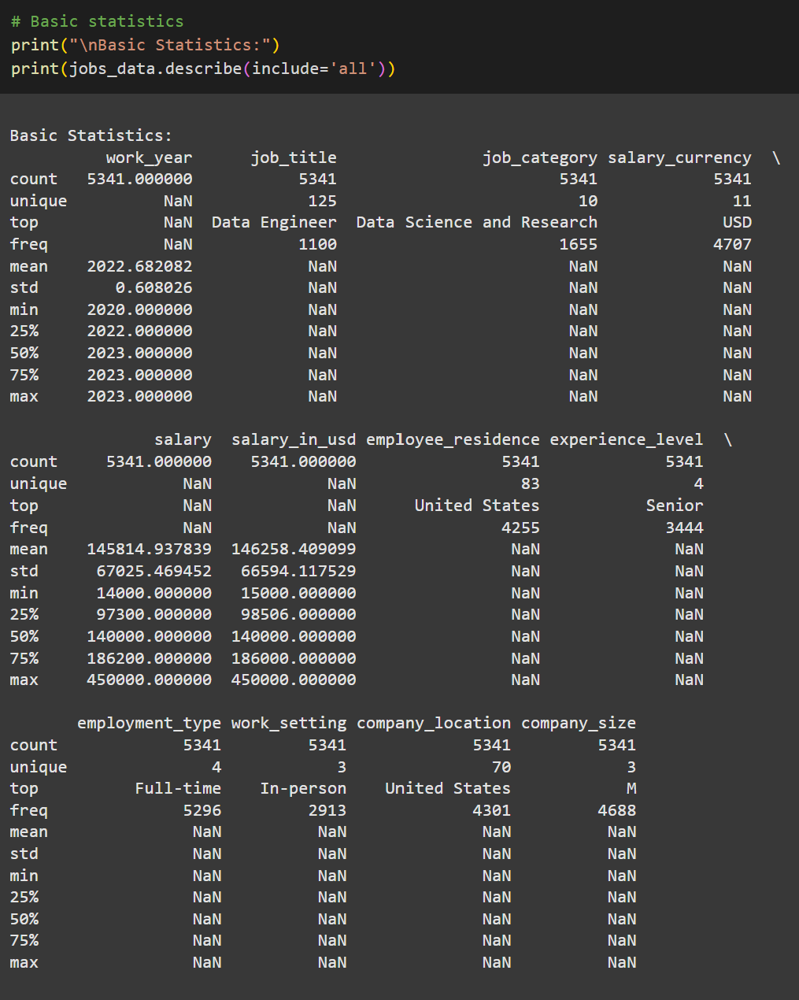 # Basic statistics
print("\nBasic Statistics:")
print(jobs_data.describe(include='all'))
Basic Statistics:
work_year job_title job_category salary_currency \
count 5341.000000 5341 5341 5341
unique NaN 125 10 11
top NaN Data Engineer Data Science and Research USD
freq NaN 1100 1655 4707
mean 2022.682082 NaN NaN NaN
std 0.608026 NaN NaN NaN
min 2020.000000 NaN NaN NaN
25% 2022.000000 NaN NaN NaN
50% 2023.000000 NaN NaN NaN
75% 2023.000000 NaN NaN NaN
max 2023.000000 NaN NaN NaN
salary salary_in_usd employee_residence experience_level \
count 5341.000000 5341.000000 5341 5341
unique NaN NaN 83 4
top NaN NaN United States Senior
freq NaN NaN 4255 3444
mean 145814.937839 146258.409099 NaN NaN
std 67025.469452 66594.117529 NaN NaN
min 14000.000000 15000.000000 NaN NaN
25% 97300.000000 98506.000000 NaN NaN
50% 140000.000000 140000.000000 NaN NaN
75% 186200.000000 186000.000000 NaN NaN
max 450000.000000 450000.000000 NaN NaN
employment_type work_setting company_location company_size
count 5341 5341 5341 5341
unique 4 3 70 3
top Full-time In-person United States M
freq 5296 2913 4301 4688
mean NaN NaN NaN NaN
std NaN NaN NaN NaN
min NaN NaN NaN NaN
25% NaN NaN NaN NaN
50% NaN NaN NaN NaN
75% NaN NaN NaN NaN
max NaN NaN NaN NaN